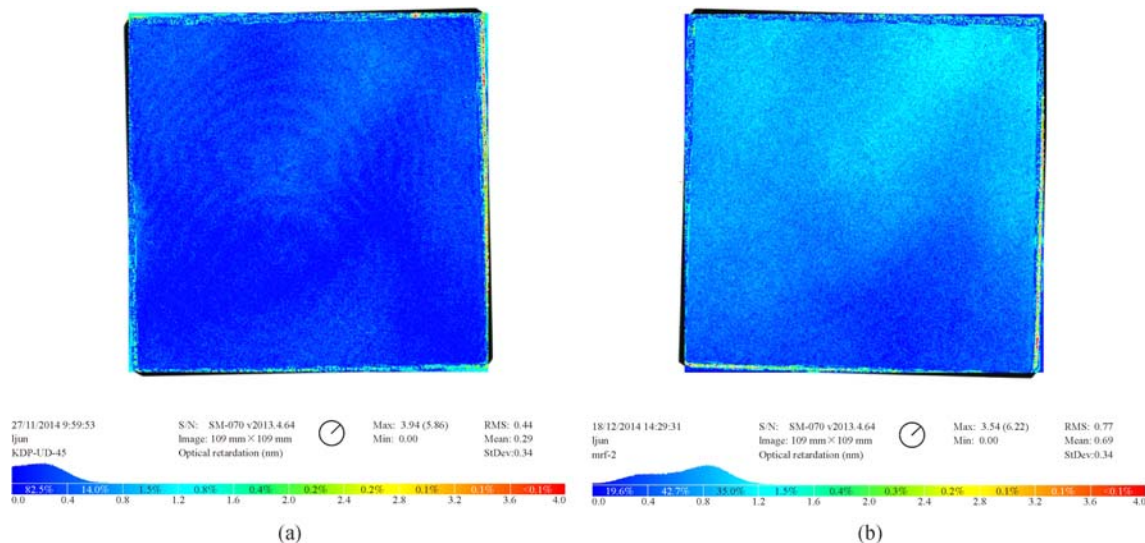 27/11/2014 9:59:53
ljun
KDP-UD-45
S/N: SM-070 v2013.4.64
Image: 109 mm×109 mm
Optical retardation (nm)
Max: 3.94 (5.86)
Min: 0.00
RMS: 0.44
Mean: 0.29
StDev:0.34
82.5% 14.0% 1.5% 0.8% 0.4% 0.2% 0.2% 0.1% 0.1% <0.1%
0.0 0.4 0.8 1.2 1.6 2.0 2.4 2.8 3.2 3.6 4.0
(a)
18/12/2014 14:29:31
ljun
mrf-2
S/N: SM-070 v2013.4.64
Image: 109 mm×109 mm
Optical retardation (nm)
Max: 3.54 (6.22)
Min: 0.00
RMS: 0.77
Mean: 0.69
StDev:0.34
19.6% 42.7% 35.0% 1.5% 0.4% 0.3% 0.2% 0.1% 0.1% <0.1%
0.0 0.4 0.8 1.2 1.6 2.0 2.4 2.8 3.2 3.6 4.0
(b)